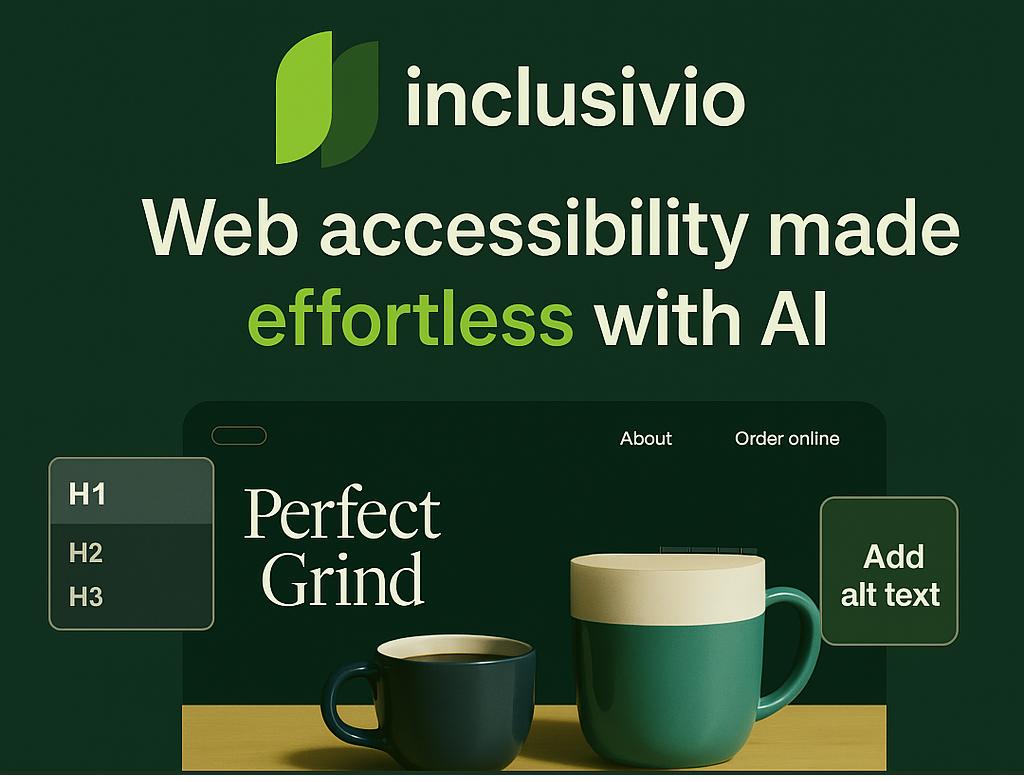 inclusivio
Web accessibility made
effortless with AI
About
Order online
H1
H2
H3
Perfect
Grind
Add
alt text